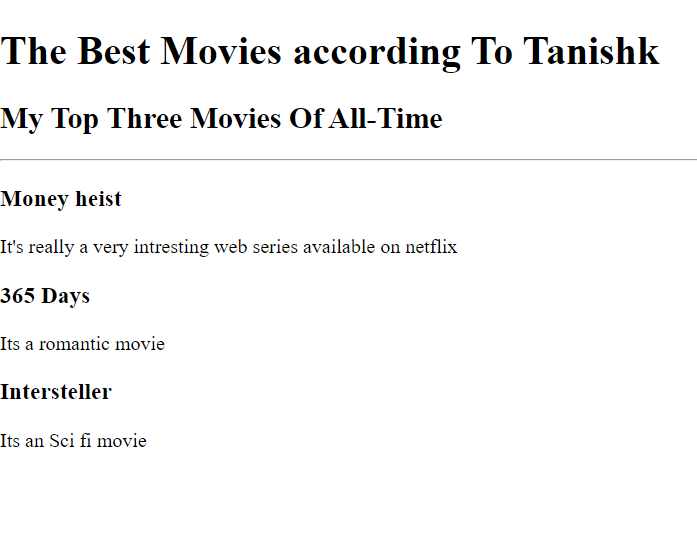 The Best Movies according To Tanishk
My Top Three Movies Of All-Time
Money heist
It's really a very intresting web series available on netflix
365 Days
Its a romantic movie
Intersteller
Its an Sci fi movie